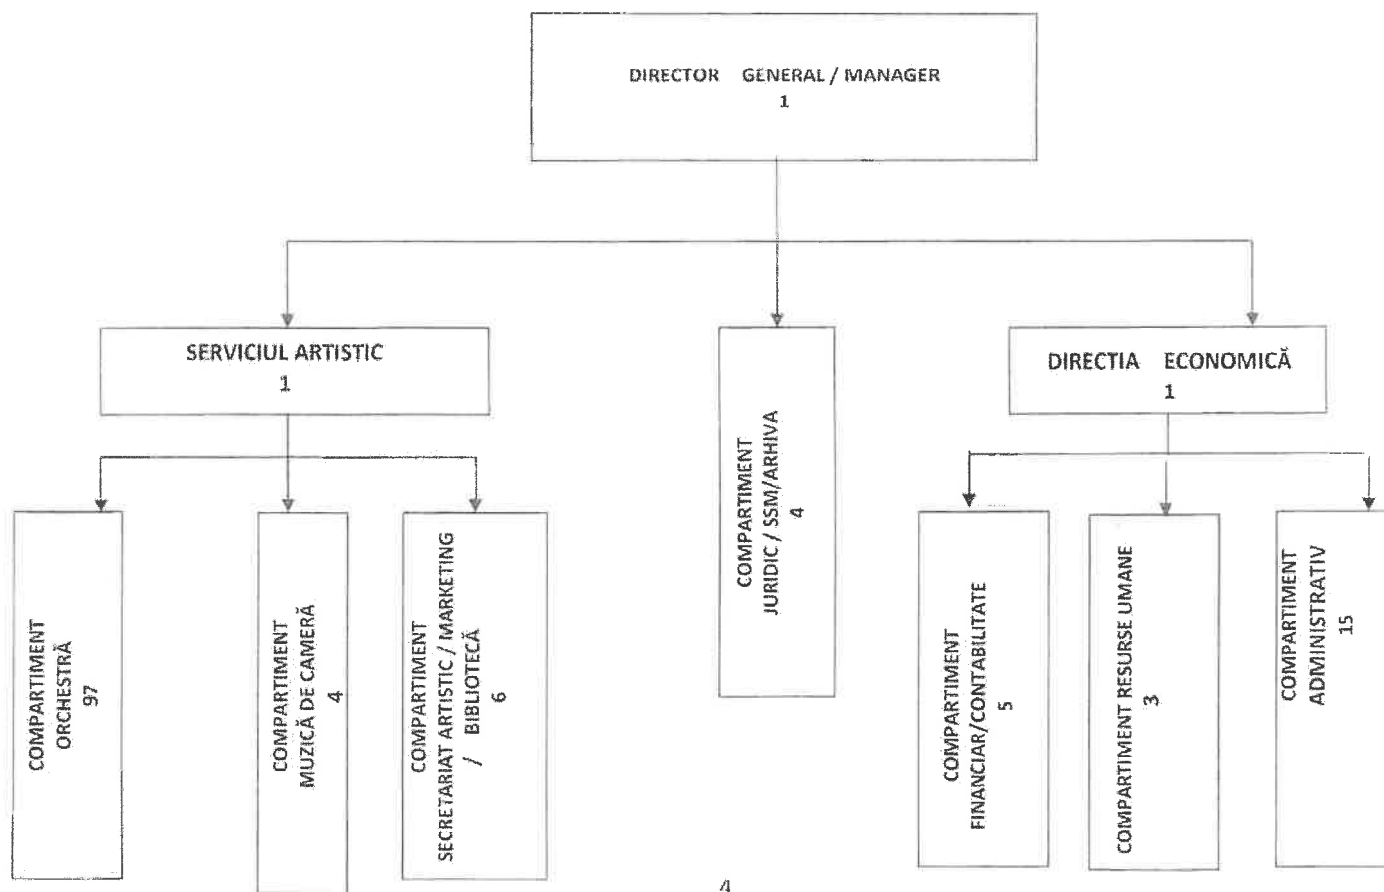 DIRECTOR GENERAL / MANAGER
1
SERVICIUL ARTISTIC
1
DIRECTIA ECONOMICĂ
1
COMPARTIMENT
ORCHESTRĂ
97
COMPARTIMENT
MUZICĂ DE CAMERĂ
4
COMPARTIMENT
SECRETARIAT ARTISTIC / MARKETING
/ BIBLIOTECĂ
6
COMPARTIMENT
JURIDIC / SSM/ARHIVA
4
COMPARTIMENT
FINANCIAR/CONTABILITATE
5
COMPARTIMENT RESURSE UMANE
3
COMPARTIMENT
ADMINISTRATIV
15
4